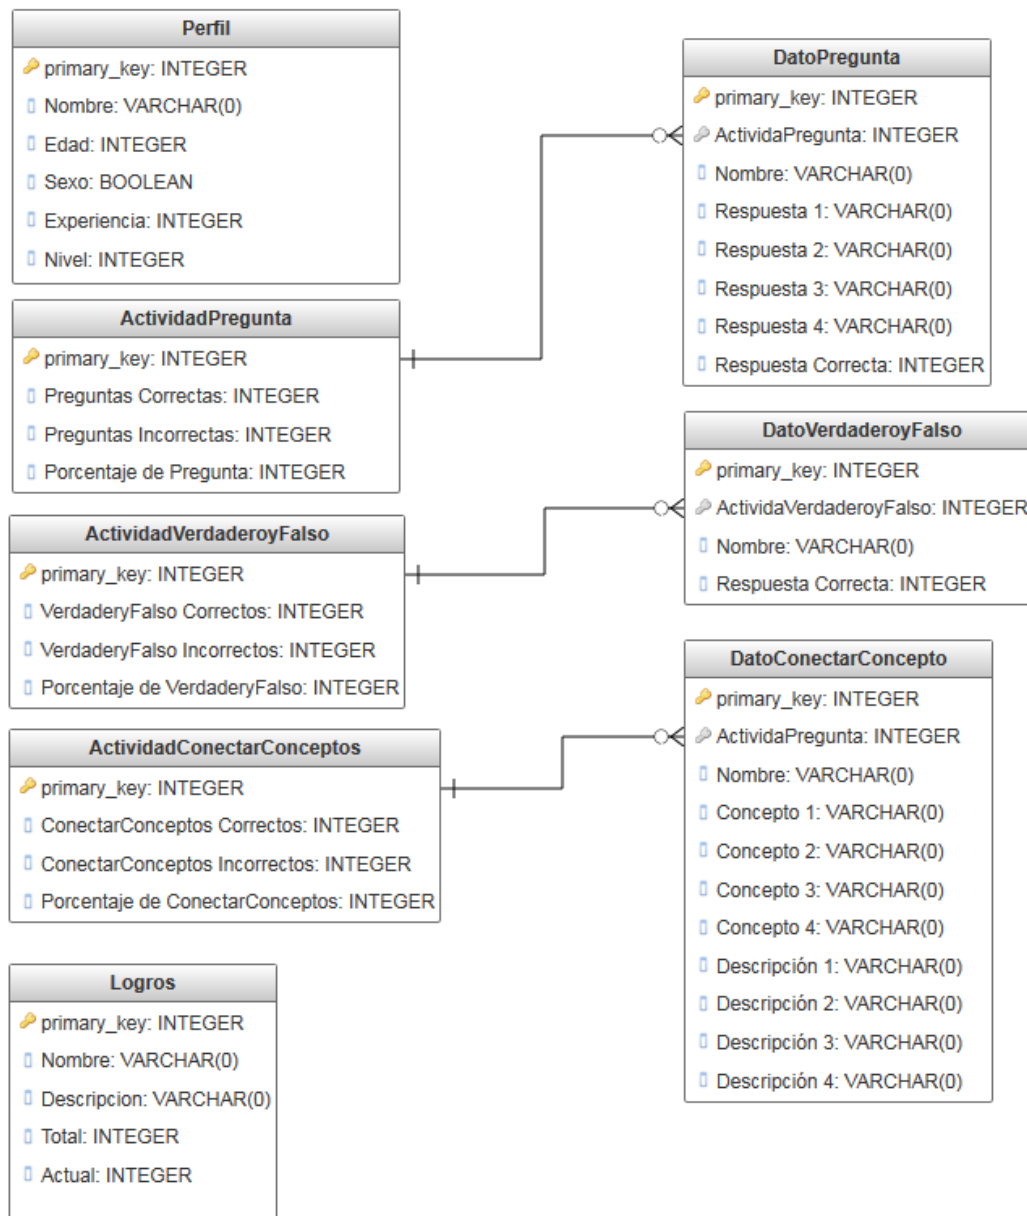 Perfil
primary_key: INTEGER
Nombre: VARCHAR(0)
Edad: INTEGER
Sexo: BOOLEAN
Experiencia: INTEGER
Nivel: INTEGER
ActividadPregunta
primary_key: INTEGER
Preguntas Correctas: INTEGER
Preguntas Incorrectas: INTEGER
Porcentaje de Pregunta: INTEGER
ActividadVerdaderoyFalso
primary_key: INTEGER
VerdaderyFalso Correctos: INTEGER
VerdaderyFalso Incorrectos: INTEGER
Porcentaje de VerdaderyFalso: INTEGER
ActividadConectarConceptos
primary_key: INTEGER
ConectarConceptos Correctos: INTEGER
ConectarConceptos Incorrectos: INTEGER
Porcentaje de ConectarConceptos: INTEGER
Logros
primary_key: INTEGER
Nombre: VARCHAR(0)
Descripcion: VARCHAR(0)
Total: INTEGER
Actual: INTEGER
DatoPregunta
primary_key: INTEGER
ActividaPregunta: INTEGER
Nombre: VARCHAR(0)
Respuesta 1: VARCHAR(0)
Respuesta 2: VARCHAR(0)
Respuesta 3: VARCHAR(0)
Respuesta 4: VARCHAR(0)
Respuesta Correcta: INTEGER
DatoVerdaderoyFalso
primary_key: INTEGER
ActividaVerdaderoyFalso: INTEGER
Nombre: VARCHAR(0)
Respuesta Correcta: INTEGER
DatoConectarConcepto
primary_key: INTEGER
ActividaPregunta: INTEGER
Nombre: VARCHAR(0)
Concepto 1: VARCHAR(0)
Concepto 2: VARCHAR(0)
Concepto 3: VARCHAR(0)
Concepto 4: VARCHAR(0)
Descripción 1: VARCHAR(0)
Descripción 2: VARCHAR(0)
Descripción 3: VARCHAR(0)
Descripción 4: VARCHAR(0)